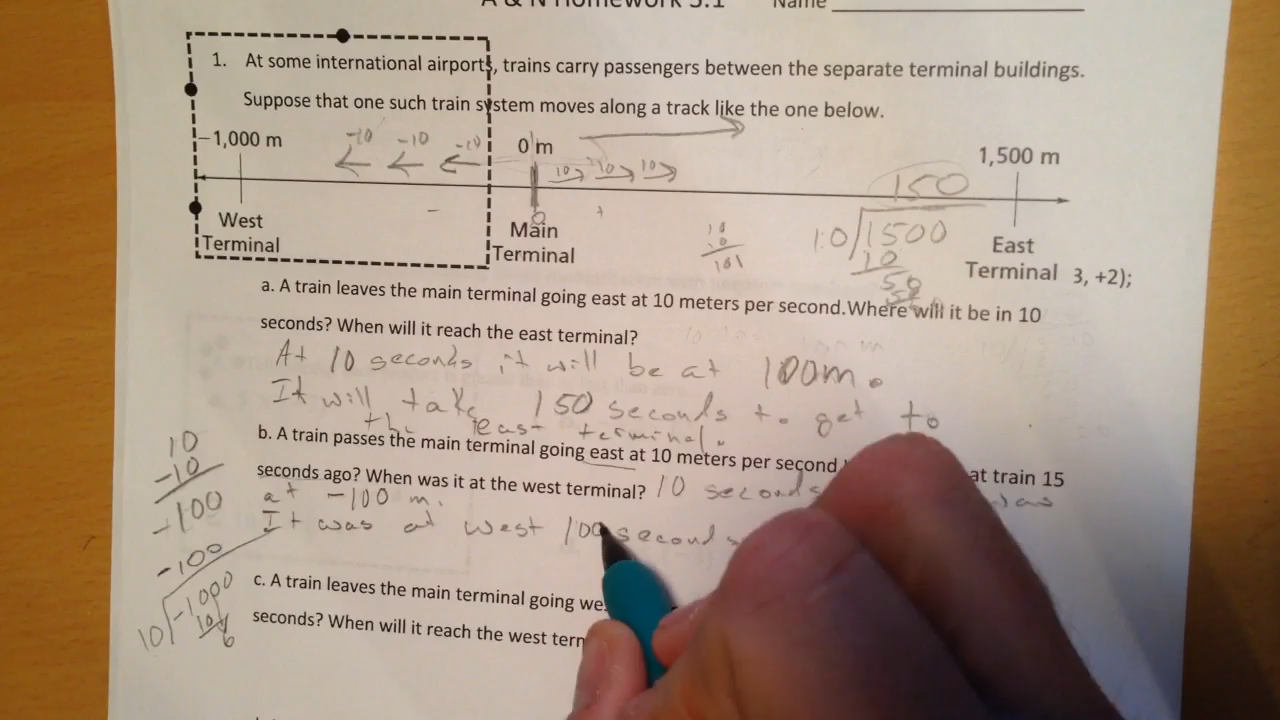 A & N Homework 3.1 Name
1. At some international airports, trains carry passengers between the separate terminal buildings.
Suppose that one such train system moves along a track like the one below.
−1,000 m 0 m 1,500 m
-10 -10 -10 10 10 10
West Terminal
Main Terminal
East Terminal 3, +2);
150
10 1500
10
50
a. A train leaves the main terminal going east at 10 meters per second.Where will it be in 10
seconds? When will it reach the east terminal?
At 10 seconds it will be at 100m.
It will take 150 seconds to get to
the east terminal.
b. A train passes the main terminal going east at 10 meters per second at train 15
seconds ago? When was it at the west terminal? 10 seconds
at -100 m.
It was at west 100 seconds
10
-10
-100
-100
10 -1000
10
c. A train leaves the main terminal going
seconds? When will it reach the west